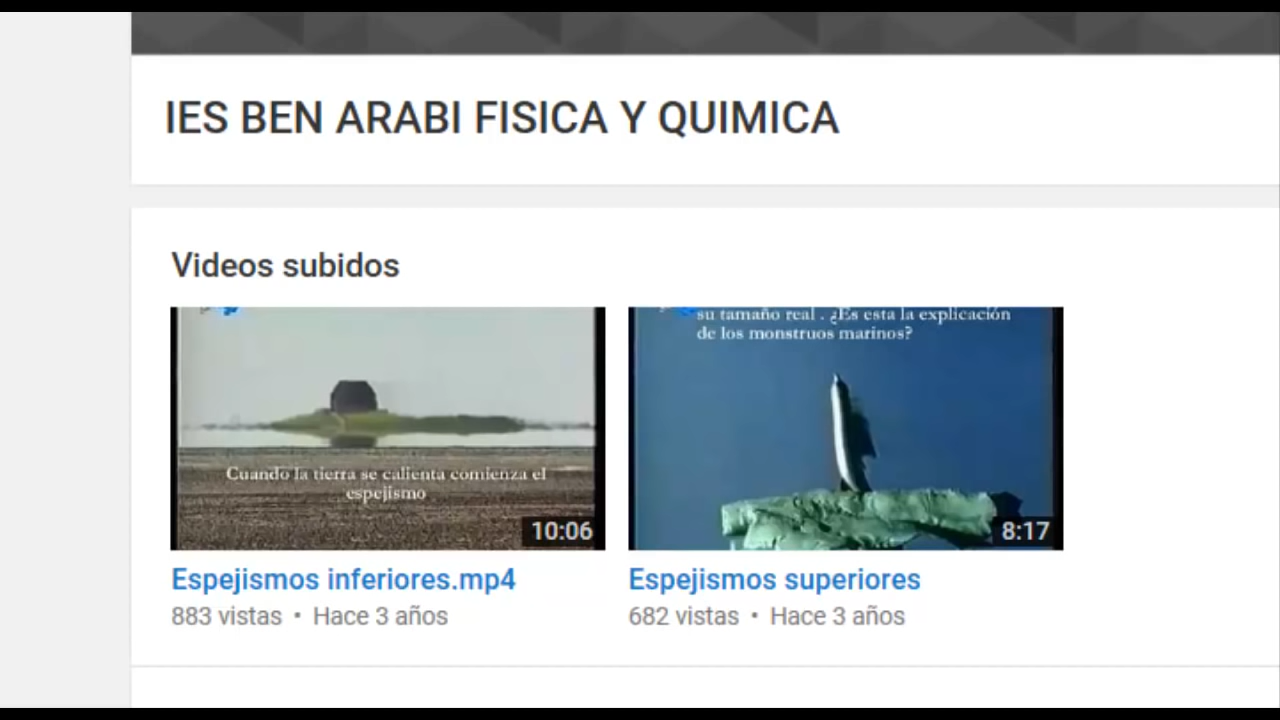 IES BEN ARABI FISICA Y QUIMICA
Videos subidos
Cuando la tierra se calienta comienza el
espejismo
10:06
su tamaño real . ¿Es esta la explicación
de los monstruos marinos?
8:17
Espejismos inferiores.mp4
883 vistas • Hace 3 años
Espejismos superiores
682 vistas • Hace 3 años